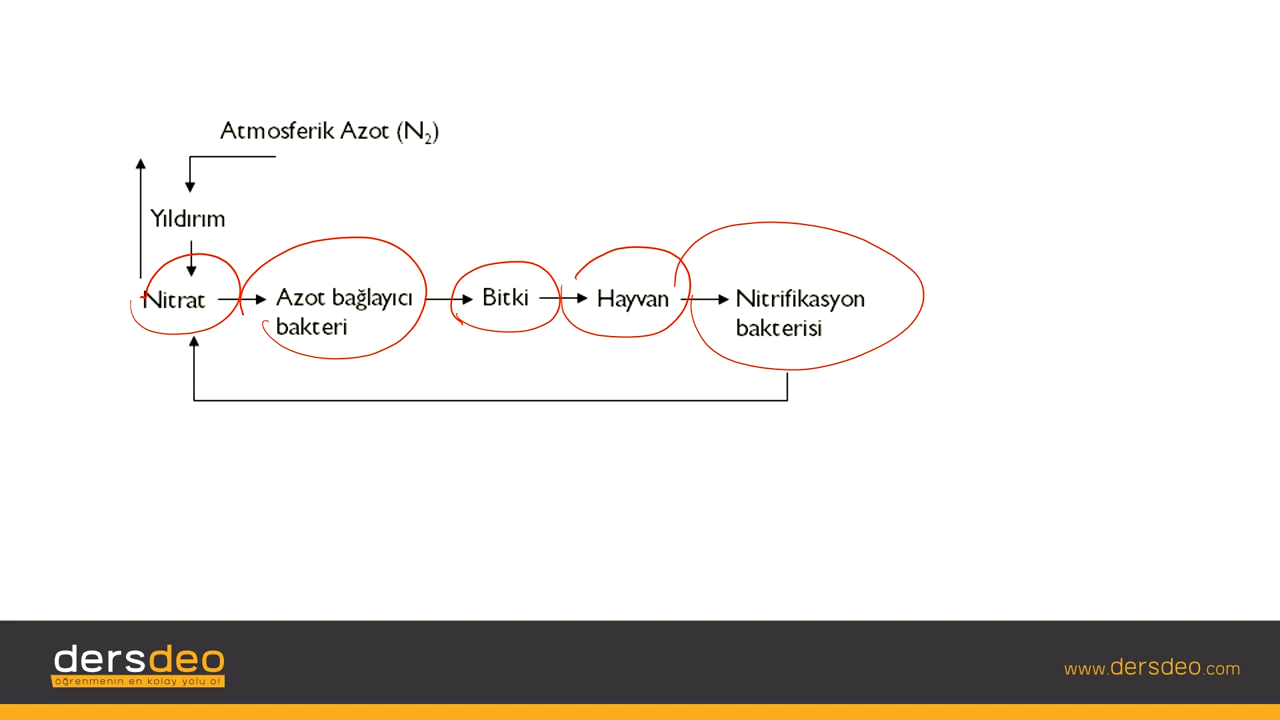 Atmosferik Azot (N₂)
Yıldırım
Nitrat
Azot bağlayıcı
bakteri
Bitki
Hayvan
Nitrifikasyon
bakterisi
dersdeo
öğrenmenin en kolay yolu o!
www.dersdeo.com